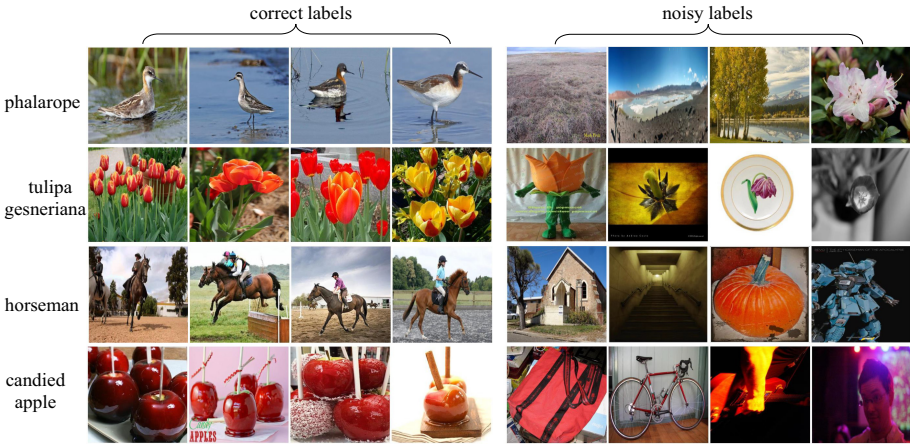 correct labels
noisy labels
phalarope
tulipa
gesneriana
horseman
candied
apple
APPLES